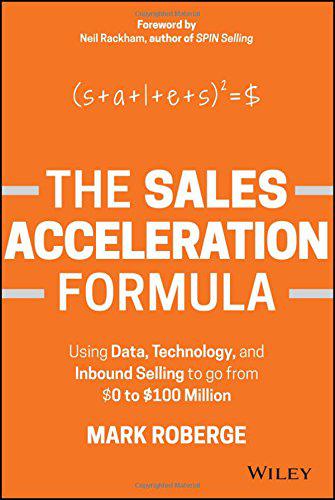 Foreword by
Neil Rackham, author of SPIN Selling
(s+a+l+e+s)²=$
THE SALES
ACCELERATION
FORMULA
Using Data, Technology, and
Inbound Selling to go from
$0 to $100 Million
MARK ROBERGE
WILEY